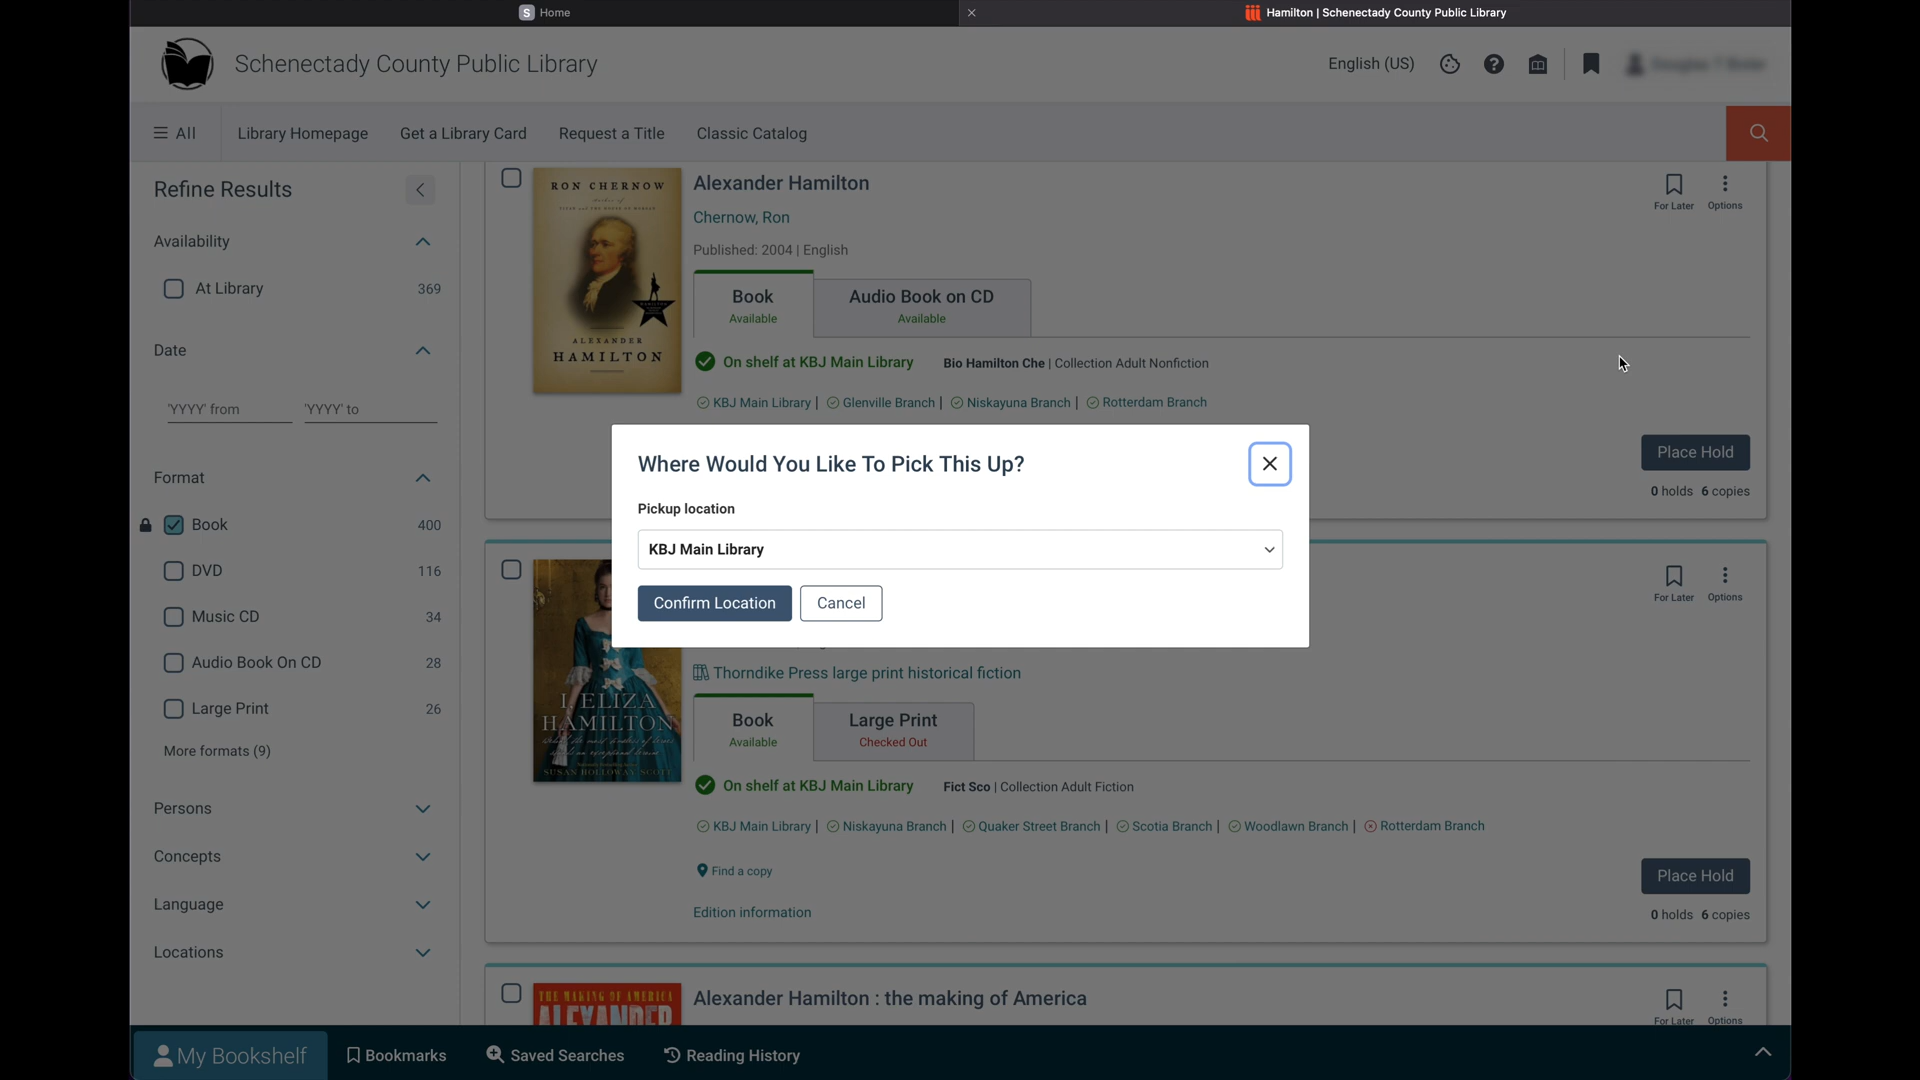 S Home
Hamilton | Schenectady County Public Library
Schenectady County Public Library
English (US)
All
Library Homepage
Get a Library Card
Request a Title
Classic Catalog
Refine Results
Availability
At Library 369
Date
'YYYY' from
'YYYY' to
Format
Book 400
DVD 116
Music CD 34
Audio Book On CD 28
Large Print 26
More formats (9)
Persons
Concepts
Language
Locations
RON CHERNOW
ALEXANDER
HAMILTON
Alexander Hamilton
Chernow, Ron
Published: 2004 | English
For Later
Options
Book
Available
Audio Book on CD
Available
On shelf at KBJ Main Library
Bio Hamilton Che | Collection Adult Nonfiction
KBJ Main Library | Glenville Branch | Niskayuna Branch | Rotterdam Branch
Place Hold
0 holds 6 copies
Where Would You Like To Pick This Up?
Pickup location
KBJ Main Library
Confirm Location
Cancel
I, ELIZA
HAMILTON
SUSAN HOLLOWAY SCOTT
For Later
Options
Thorndike Press large print historical fiction
Book
Available
Large Print
Checked Out
On shelf at KBJ Main Library
Fict Sco | Collection Adult Fiction
KBJ Main Library | Niskayuna Branch | Quaker Street Branch | Scotia Branch | Woodlawn Branch | Rotterdam Branch
Find a copy
Edition information
Place Hold
0 holds 6 copies
THE MAKING OF AMERICA
ALEXANDER
Alexander Hamilton : the making of America
For Later
Options
My Bookshelf
Bookmarks
Saved Searches
Reading History